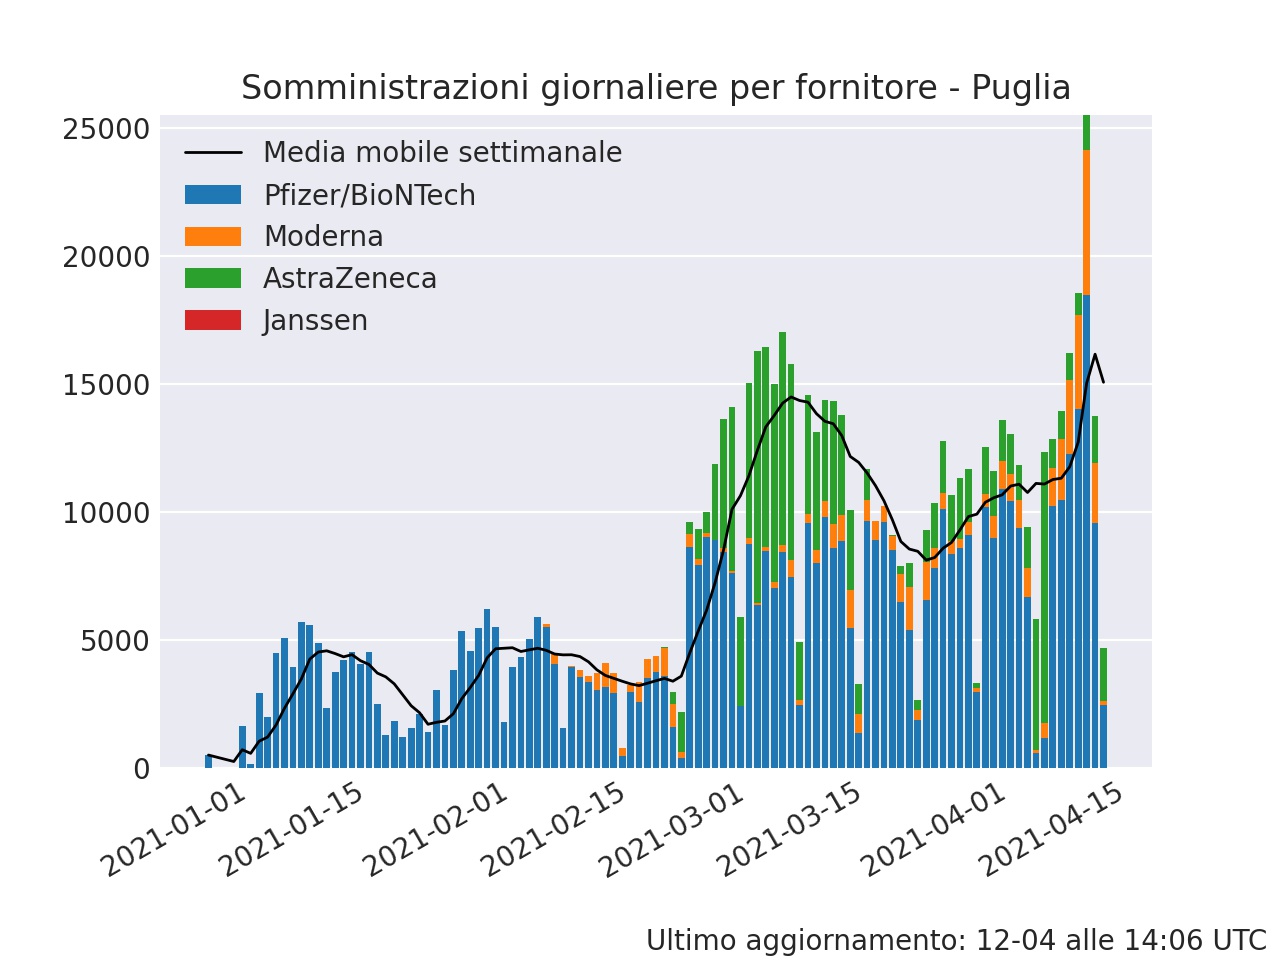 Somministrazioni giornaliere per fornitore - Puglia
25000
20000
15000
10000
5000
0
Media mobile settimanale
Pfizer/BioNTech
Moderna
AstraZeneca
Janssen
2021-01-01
2021-01-15
2021-02-01
2021-02-15
2021-03-01
2021-03-15
2021-04-01
2021-04-15
Ultimo aggiornamento: 12-04 alle 14:06 UTC